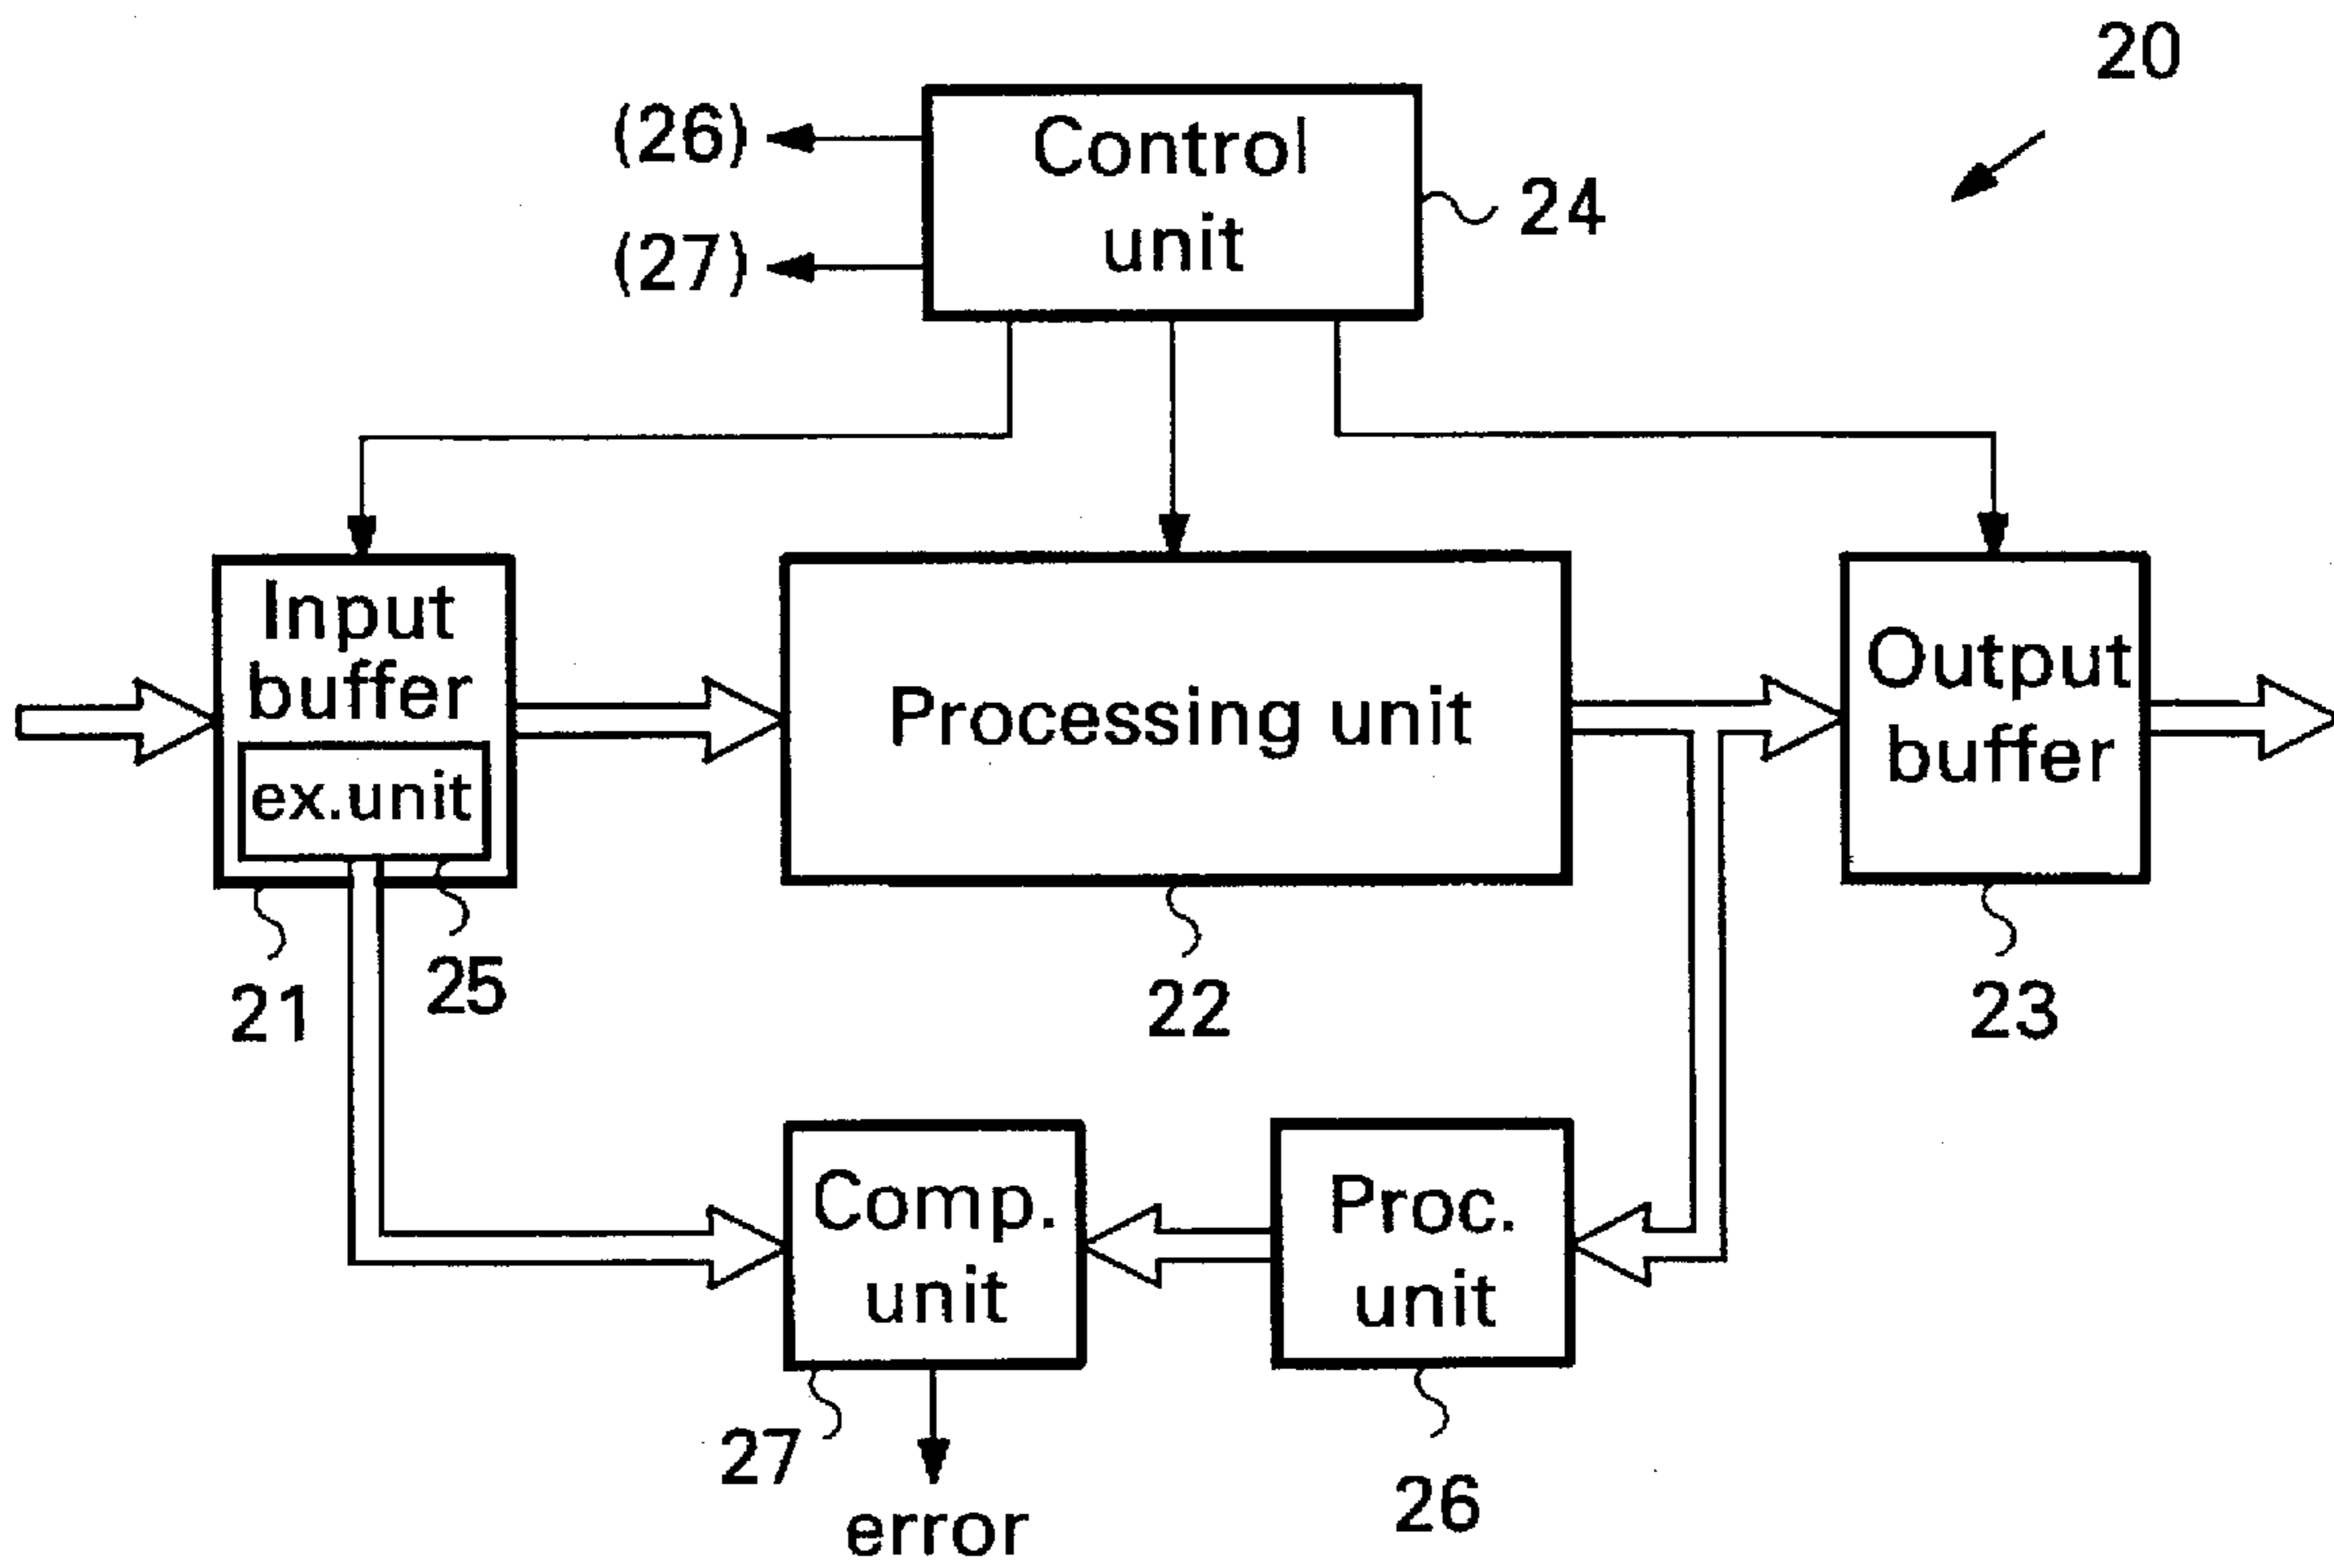 20
(26)
Control
unit
24
(27)
Input
buffer
ex.unit
Processing unit
Output
buffer
21
25
22
23
Comp.
unit
Proc.
unit
27
26
error